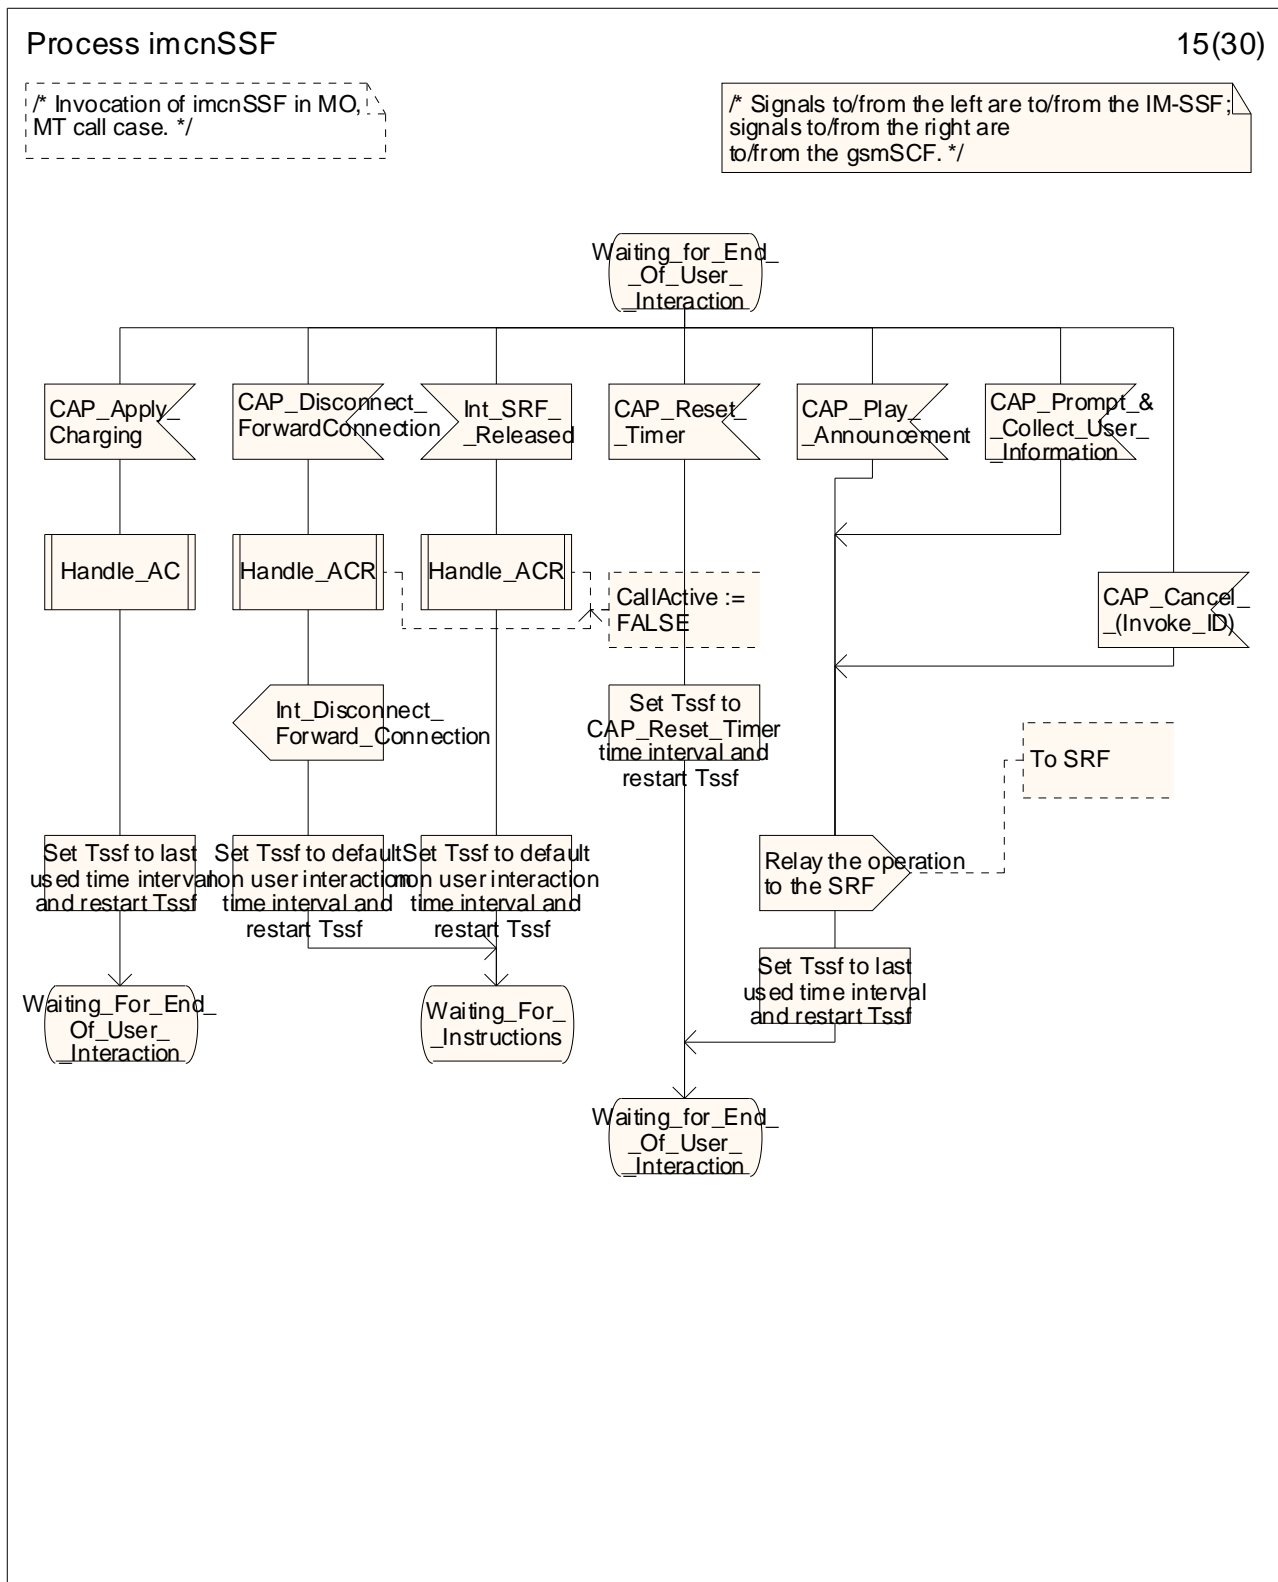 Process imcnSSF
15(30)
/* Invocation of imcnSSF in MO,
MT call case. */
/* Signals to/from the left are to/from the IM-SSF;
signals to/from the right are
to/from the gsmSCF. */
Waiting_for_End_
_Of_User_
_Interaction
CAP_Apply_
Charging
CAP_Disconnect_
ForwardConnection
Int_SRF_
_Released
CAP_Reset_
_Timer
CAP_Play_
_Announcement
CAP_Prompt_&
_Collect_User_
_Information
Handle_AC
Handle_ACR
Handle_ACR
CallActive :=
FALSE
CAP_Cancel_
_(Invoke_ID)
Int_Disconnect_
Forward_Connection
Set Tssf to
CAP_Reset_Timer
time interval and
restart Tssf
To SRF
Set Tssf to last
used time interval
and restart Tssf
Set Tssf to default
non user interaction
time interval and
restart Tssf
Set Tssf to default
non user interaction
time interval and
restart Tssf
Relay the operation
to the SRF
Set Tssf to last
used time interval
and restart Tssf
Waiting_For_End_
_Of_User_
_Interaction
Waiting_For_
_Instructions
Waiting_for_End_
_Of_User_
_Interaction